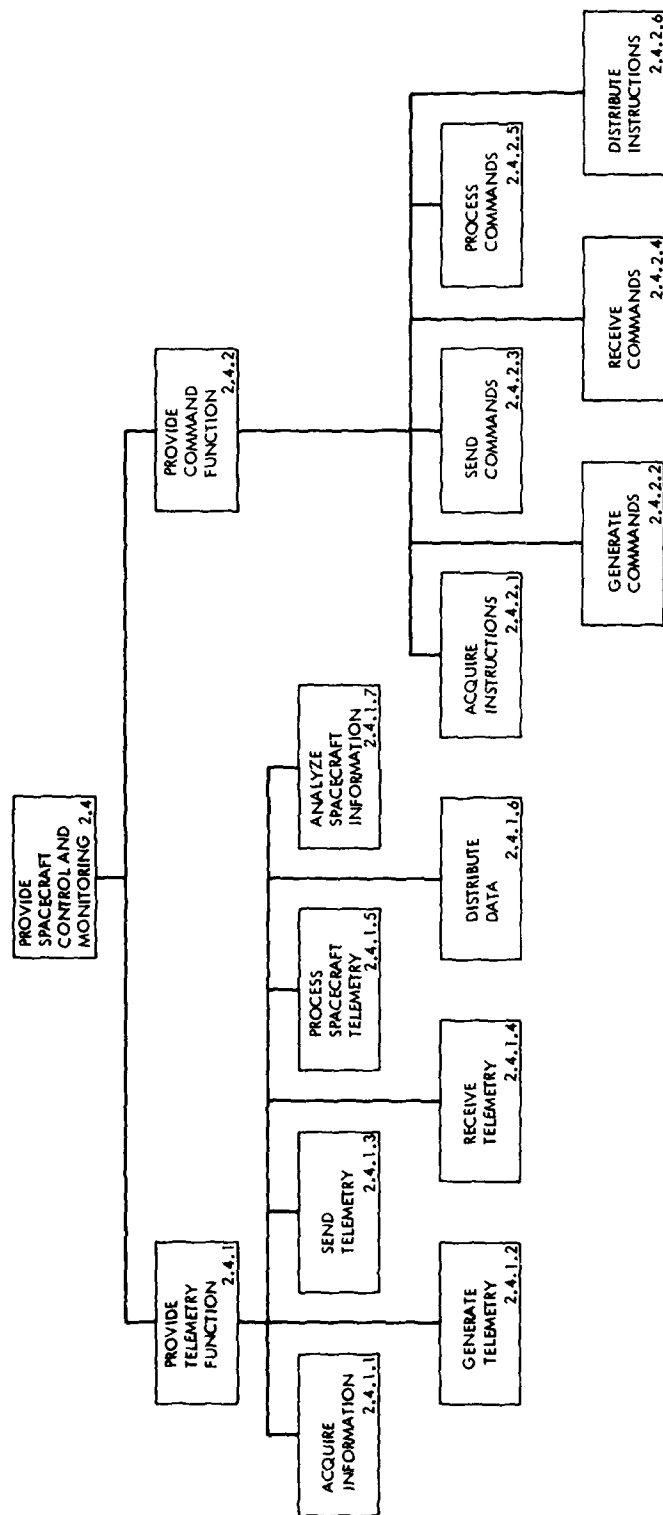 PROVIDE
SPACECRAFT
CONTROL AND
MONITORING 2.4
PROVIDE
TELEMETRY
FUNCTION
2.4.1
PROVIDE
COMMAND
FUNCTION
2.4.2
ACQUIRE
INFORMATION
2.4.1.1
SEND
TELEMETRY
2.4.1.3
PROCESS
SPACECRAFT
TELEMETRY
2.4.1.5
ANALYZE
SPACECRAFT
INFORMATION
2.4.1.7
GENERATE
TELEMETRY
2.4.1.2
RECEIVE
TELEMETRY
2.4.1.4
DISTRIBUTE
DATA
2.4.1.6
ACQUIRE
INSTRUCTIONS
2.4.2.1
SEND
COMMANDS
2.4.2.3
PROCESS
COMMANDS
2.4.2.5
GENERATE
COMMANDS
2.4.2.2
RECEIVE
COMMANDS
2.4.2.4
DISTRIBUTE
INSTRUCTIONS
2.4.2.6